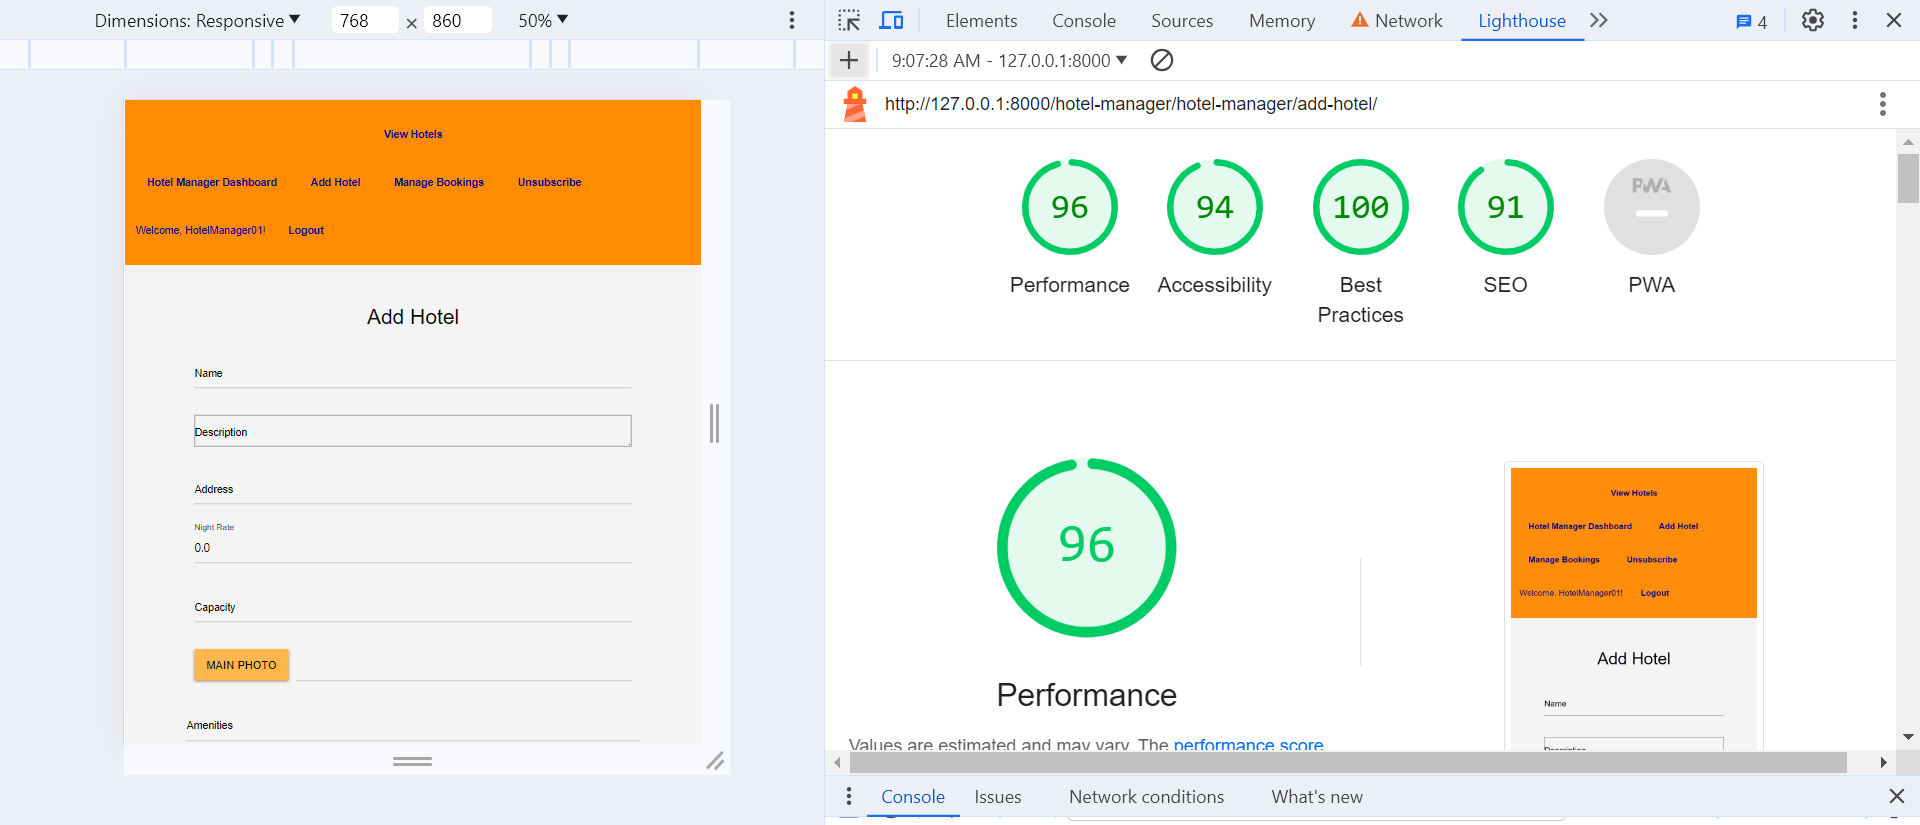 Dimensions: Responsive 768 × 860 50%
Elements Console Sources Memory Network Lighthouse 4
9:07:28 AM - 127.0.0.1:8000
http://127.0.0.1:8000/hotel-manager/hotel-manager/add-hotel/
View Hotels
Hotel Manager Dashboard Add Hotel Manage Bookings Unsubscribe
Welcome, HotelManager01! Logout
Add Hotel
Name
Description
Address
Night Rate
0.0
Capacity
MAIN PHOTO
Amenities
96 94 100 91 PWA
Performance Accessibility Best Practices SEO PWA
96
Performance
Values are estimated and may vary. The performance score
View Hotels
Hotel Manager Dashboard Add Hotel
Manage Bookings Unsubscribe
Welcome, HotelManager01! Logout
Add Hotel
Name
Description
Console Issues Network conditions What's new